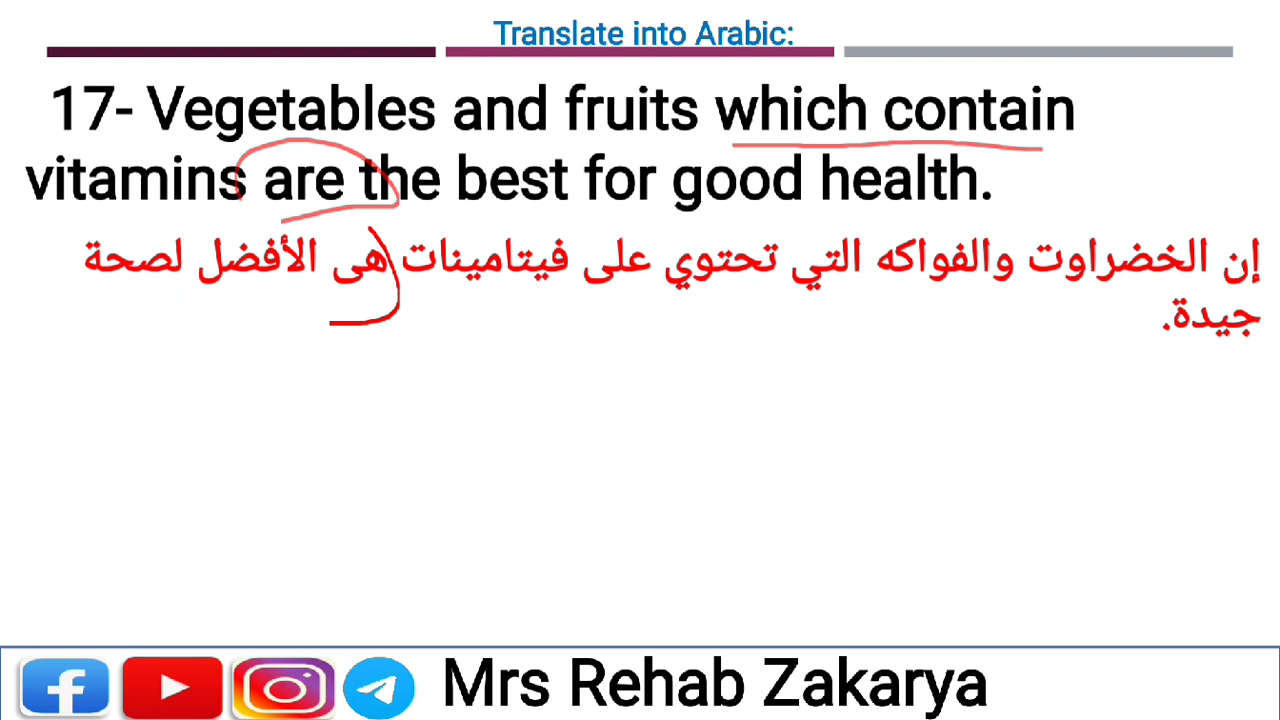 Translate into Arabic:
17- Vegetables and fruits which contain
vitamins are the best for good health.
إن الخضراوت والفواكه التي تحتوي على فيتامينات هى الأفضل لصحة
جيدة.
Mrs Rehab Zakarya